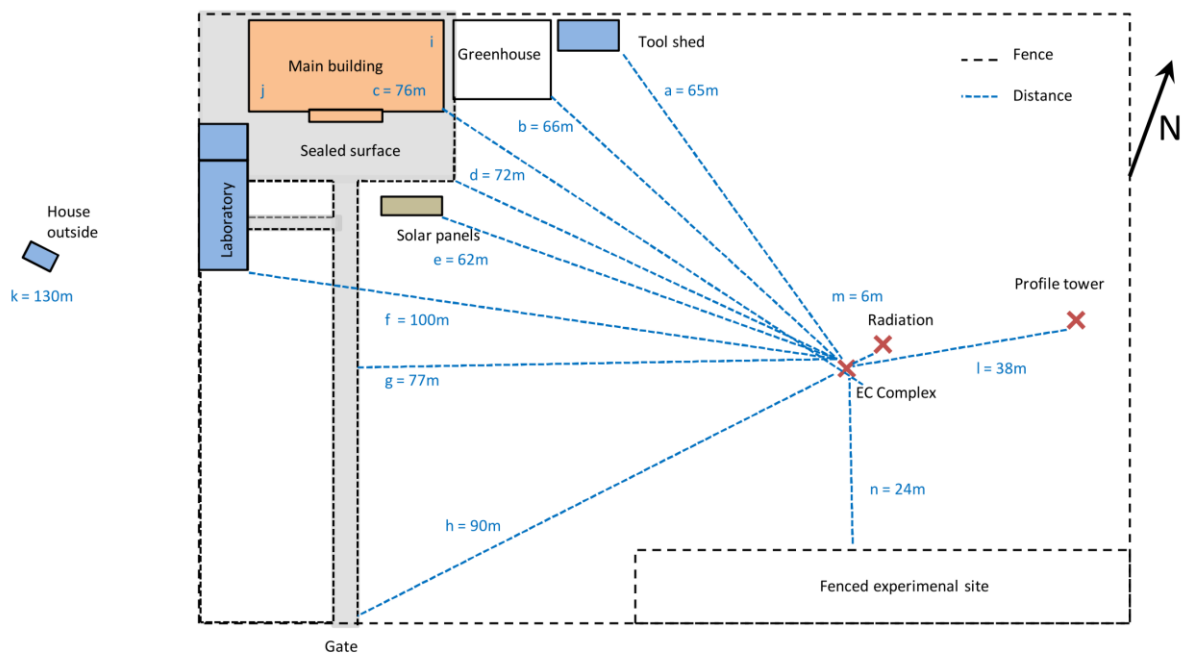 i
Main building
j
c = 76m
Greenhouse
Tool shed
a = 65m
b = 66m
Fence
Distance
N
Sealed surface
d = 72m
Laboratory
House
outside
k = 130m
Solar panels
e = 62m
f = 100m
g = 77m
m = 6m
Radiation
Profile tower
EC Complex
l = 38m
n = 24m
h = 90m
Fenced experimenal site
Gate